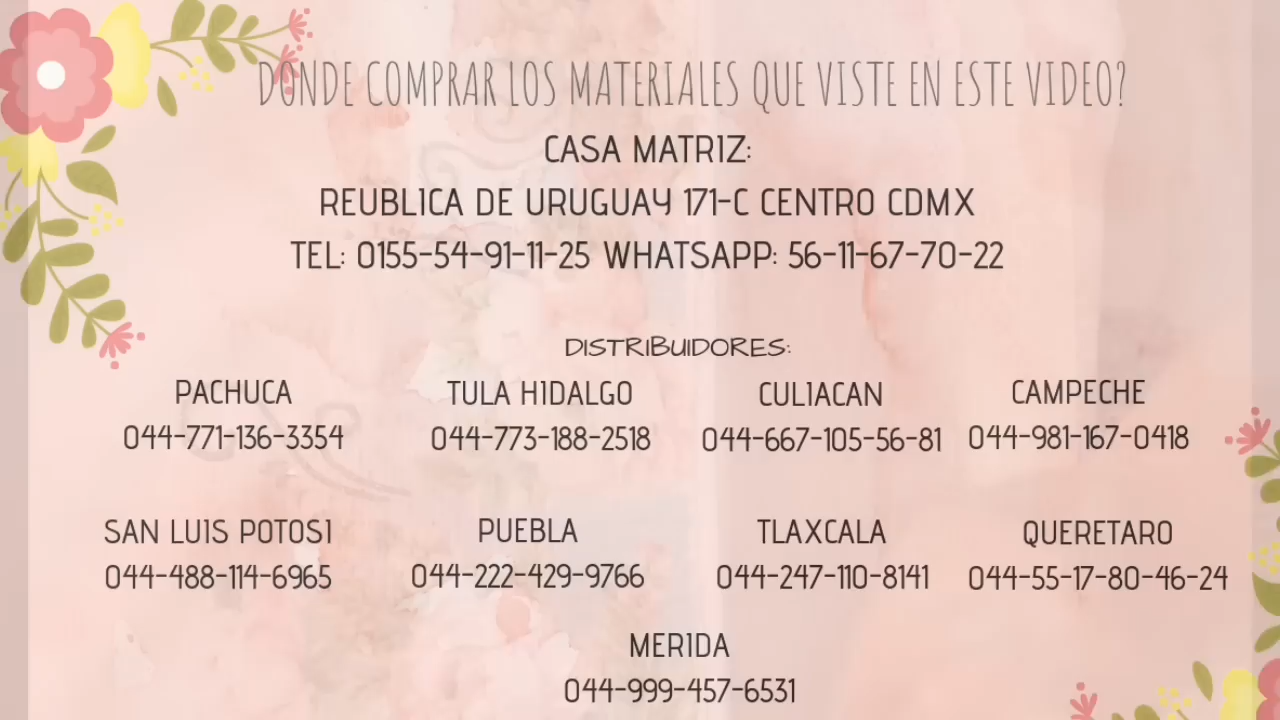 DONDE COMPRAR LOS MATERIALES QUE VISTE EN ESTE VIDEO?
CASA MATRIZ:
REUBLICA DE URUGUAY 171-C CENTRO CDMX
TEL: 0155-54-91-11-25 WHATSAPP: 56-11-67-70-22
DISTRIBUIDORES:
PACHUCA
044-771-136-3354
TULA HIDALGO
044-773-188-2518
CULIACAN
044-667-105-56-81
CAMPECHE
044-981-167-0418
SAN LUIS POTOSI
044-488-114-6965
PUEBLA
044-222-429-9766
TLAXCALA
044-247-110-8141
QUERETARO
044-55-17-80-46-24
MERIDA
044-999-457-6531